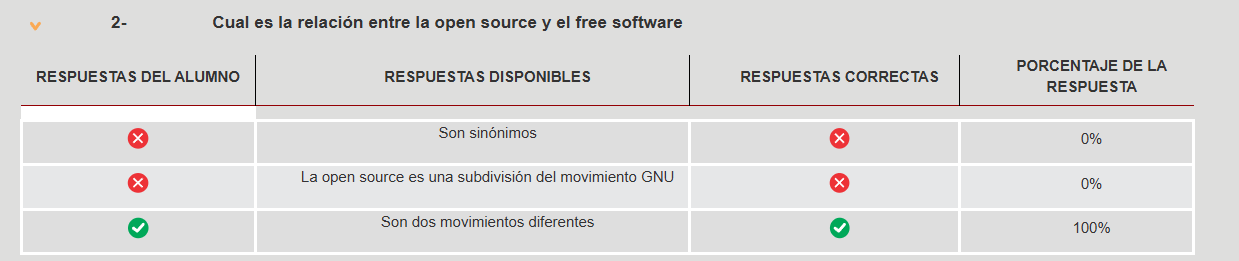 2- Cual es la relación entre la open source y el free software
RESPUESTAS DEL ALUMNO RESPUESTAS DISPONIBLES RESPUESTAS CORRECTAS PORCENTAJE DE LA RESPUESTA
Son sinónimos 0%
La open source es una subdivisión del movimiento GNU 0%
Son dos movimientos diferentes 100%